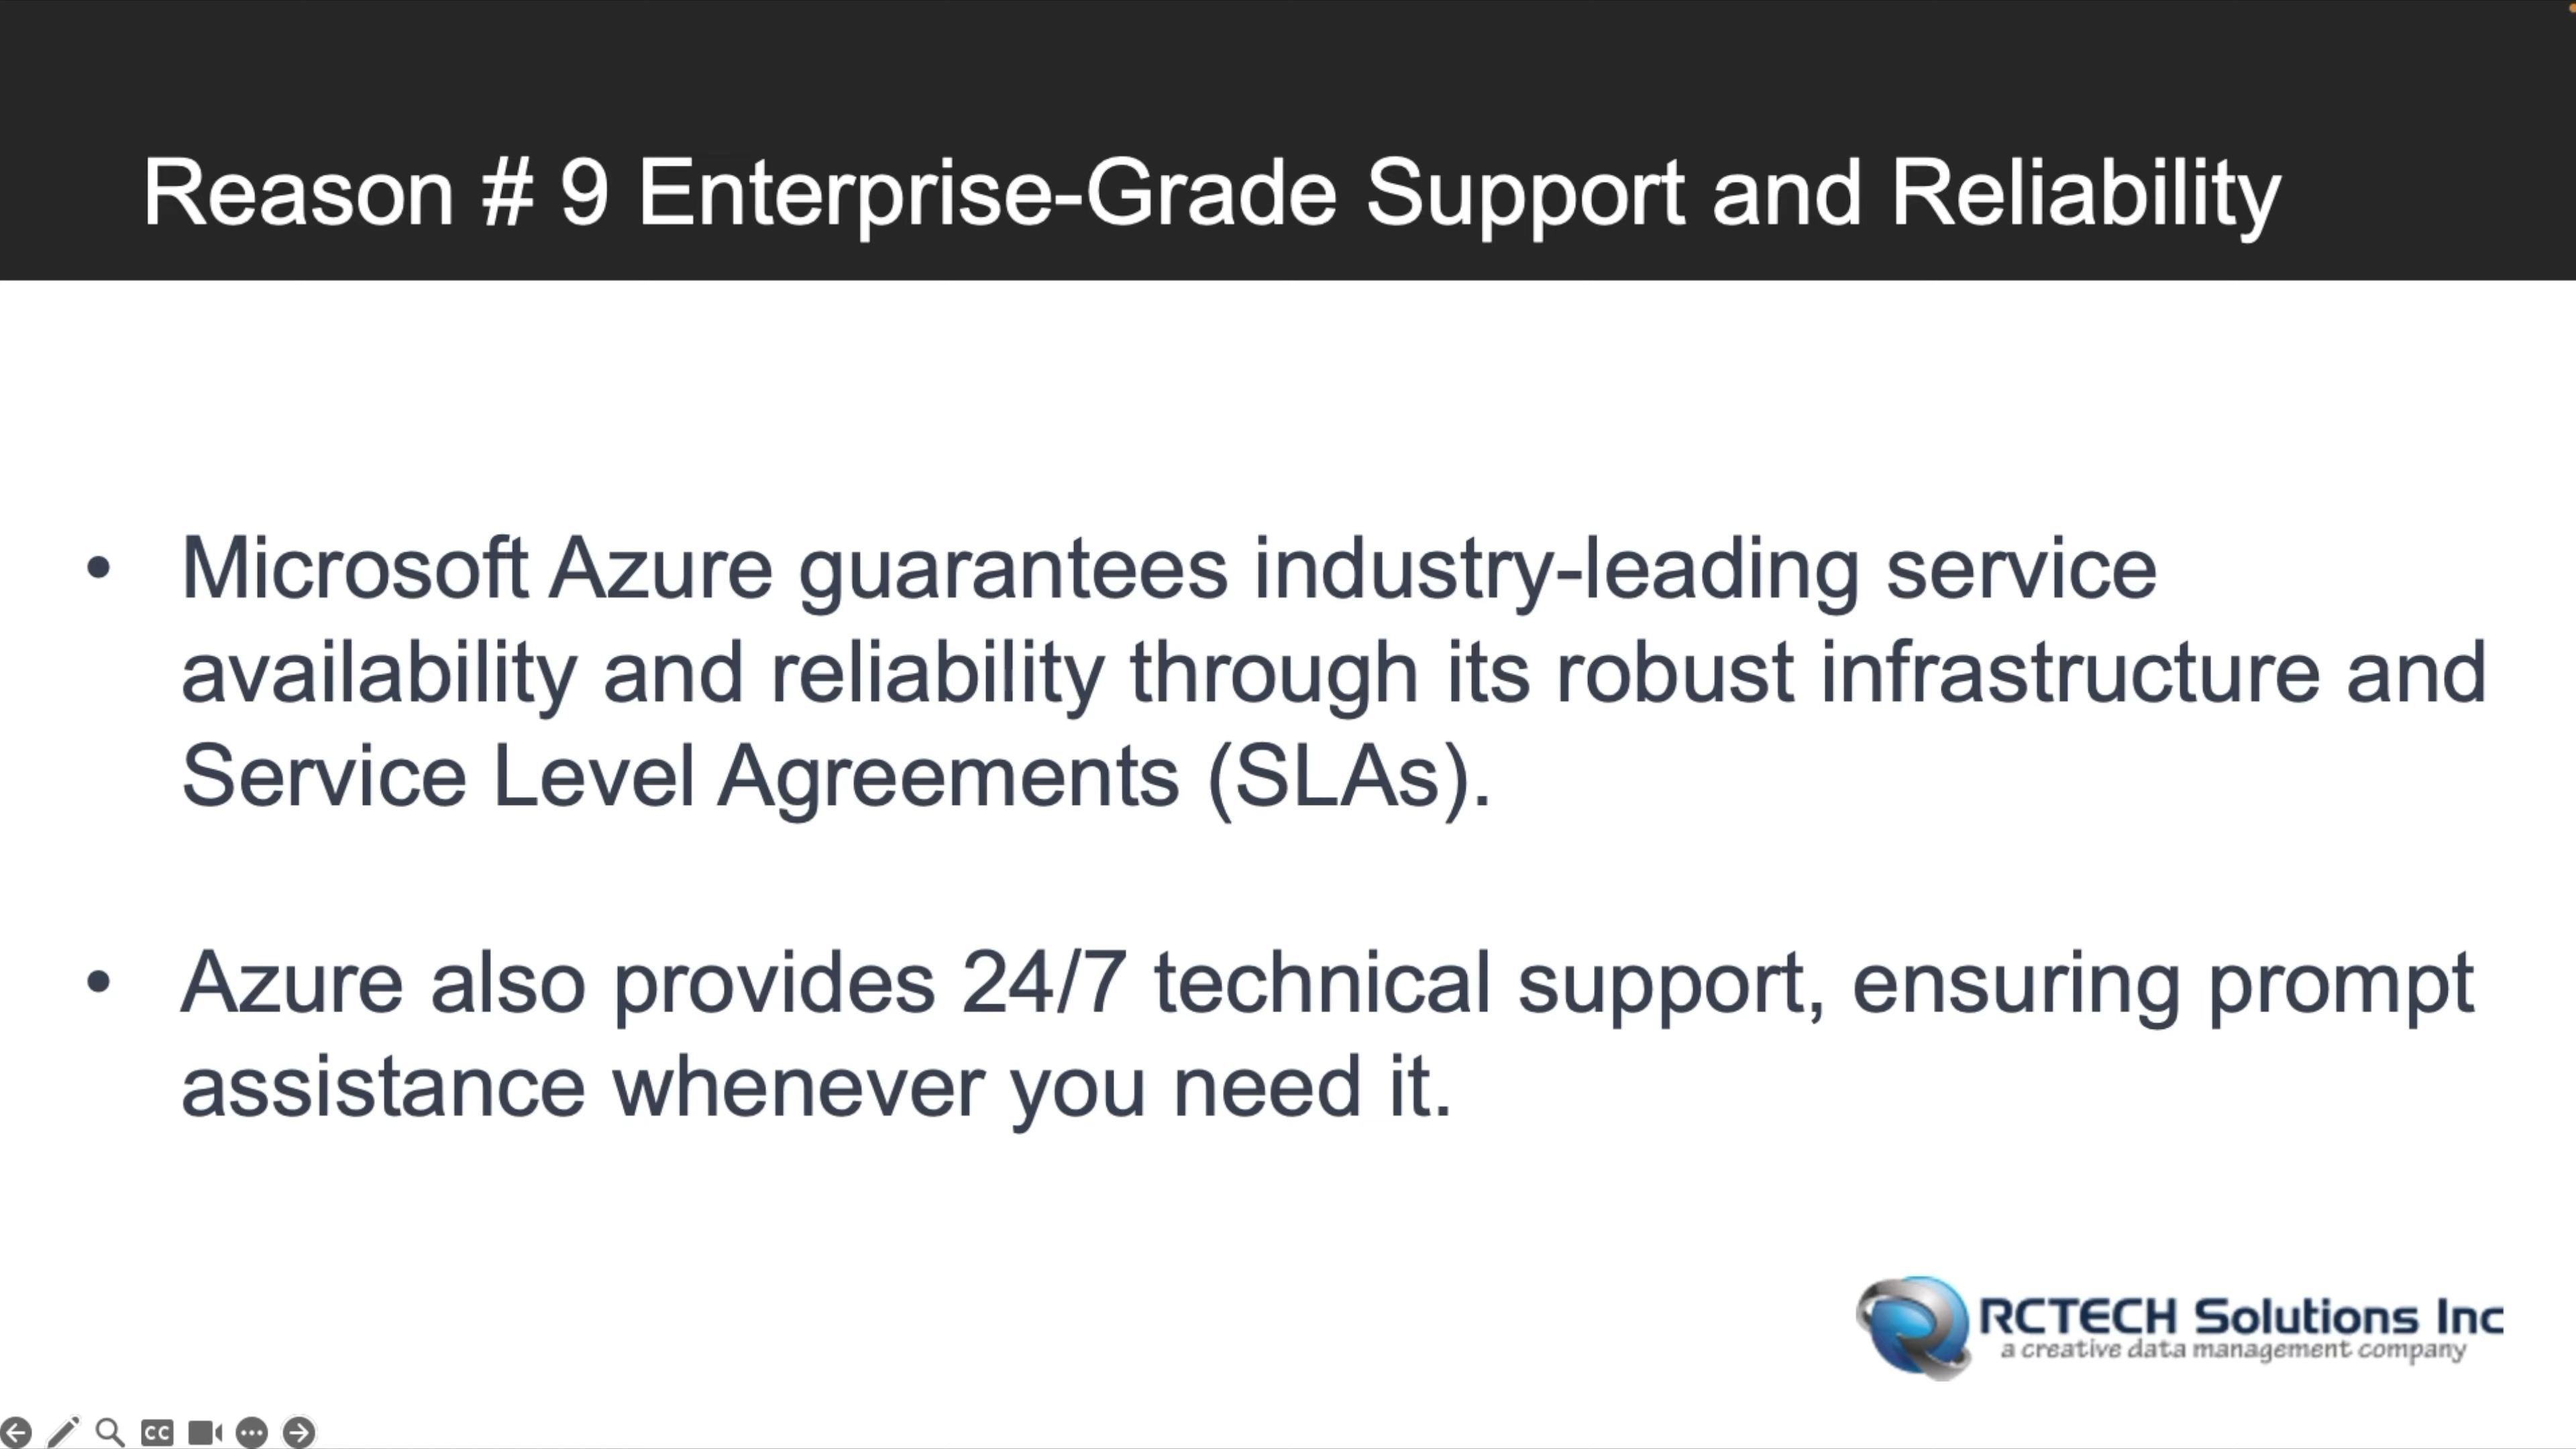 Reason # 9 Enterprise-Grade Support and Reliability
• Microsoft Azure guarantees industry-leading service
availability and reliability through its robust infrastructure and
Service Level Agreements (SLAs).
• Azure also provides 24/7 technical support, ensuring prompt
assistance whenever you need it.
RCTECH Solutions Inc
a creative data management company
CC